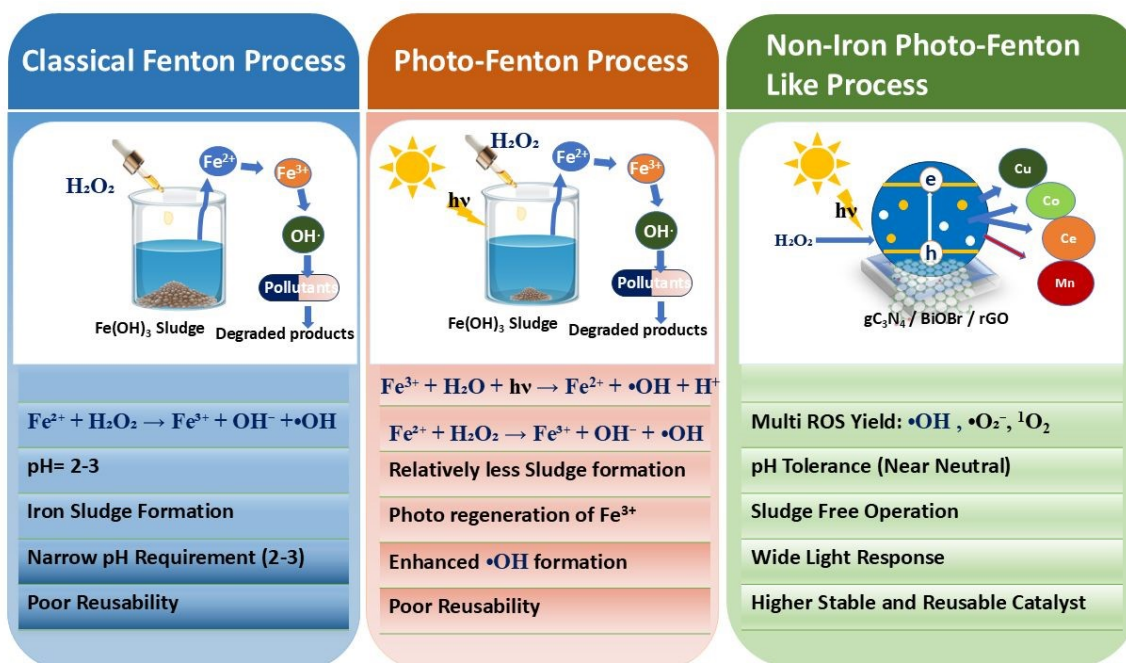 Classical Fenton Process
H₂O₂
Fe²⁺
Fe³⁺
OH·
Pollutants
Fe(OH)₃ Sludge
Degraded products
Fe²⁺ + H₂O₂ → Fe³⁺ + OH⁻ +•OH
pH= 2-3
Iron Sludge Formation
Narrow pH Requirement (2-3)
Poor Reusability
Photo-Fenton Process
H₂O₂
Fe²⁺
Fe³⁺
hν
OH·
Pollutants
Fe(OH)₃ Sludge
Degraded products
Fe³⁺ + H₂O + hν → Fe²⁺ + •OH + H⁺
Fe²⁺ + H₂O₂ → Fe³⁺ + OH⁻ + •OH
Relatively less Sludge formation
Photo regeneration of Fe³⁺
Enhanced •OH formation
Poor Reusability
Non-Iron Photo-Fenton
Like Process
e
Cu
hν
Co
H₂O₂
Ce
h
Mn
gC₃N₄ / BiOBr / rGO
Multi ROS Yield: •OH , •O₂⁻, ¹O₂
pH Tolerance (Near Neutral)
Sludge Free Operation
Wide Light Response
Higher Stable and Reusable Catalyst